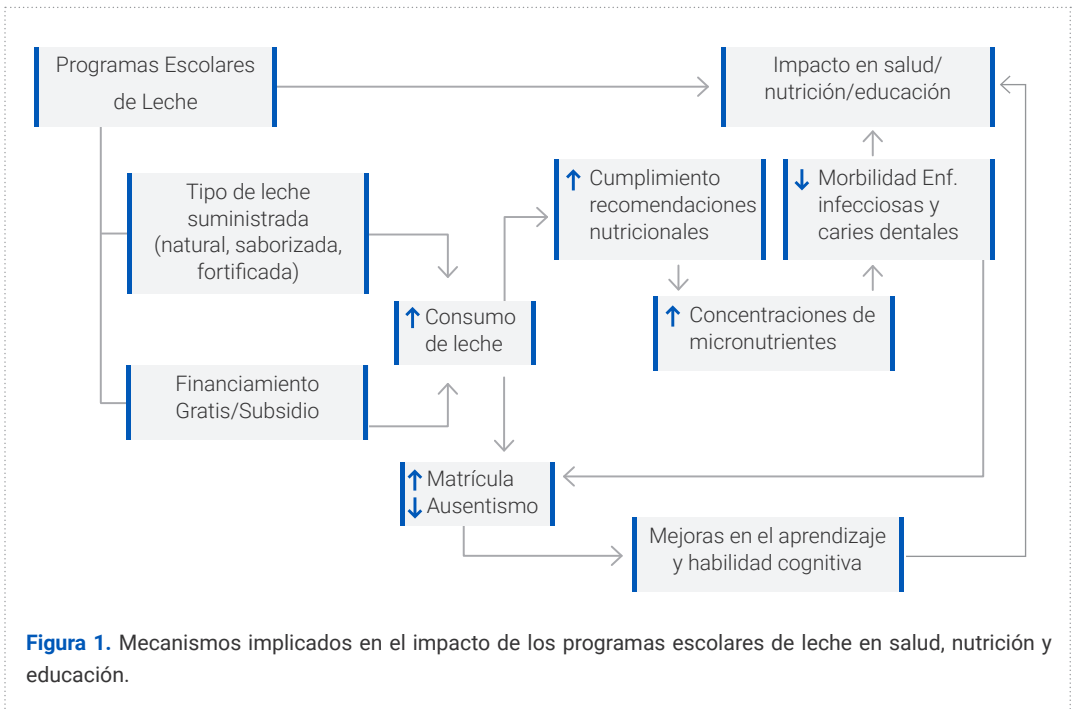 Programas Escolares
de Leche
Impacto en salud/
nutrición/educación
Tipo de leche
suministrada
(natural, saborizada,
fortificada)
↑ Cumplimiento
recomendaciones
nutricionales
↓ Morbilidad Enf.
infecciosas y
caries dentales
↑ Consumo
de leche
↑ Concentraciones de
micronutrientes
Financiamiento
Gratis/Subsidio
↑ Matrícula
↓ Ausentismo
Mejoras en el aprendizaje
y habilidad cognitiva
Figura 1. Mecanismos implicados en el impacto de los programas escolares de leche en salud, nutrición y
educación.